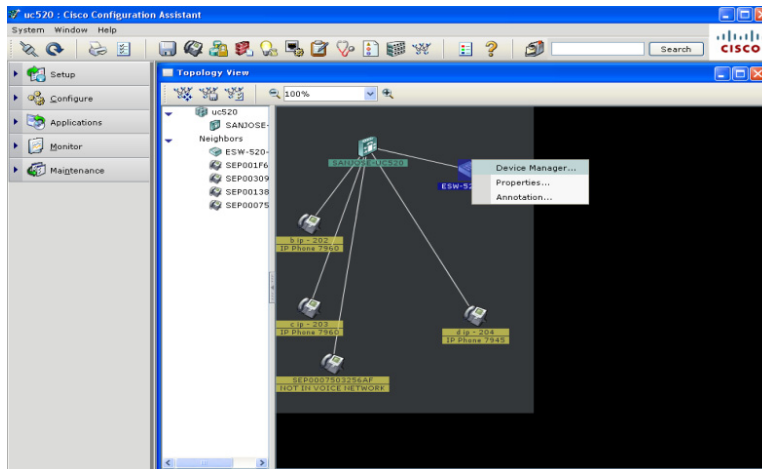 uc520 : Cisco Configuration Assistant
System Window Help
Search
CISCO
Setup
Configure
Applications
Monitor
Maintenance
Topology View
100%
uc520
SANJOSE-
Neighbors
ESW-520-
SEP001F6
SEP00309
SEP00138
SEP00075
SANJOSE-UC520
ESW-52
Device Manager...
Properties...
Annotation...
b ip - 202
IP Phone 7960
c ip - 203
IP Phone 7960
d ip - 204
IP Phone 7945
SEP0007503256AF
NOT IN VOICE NETWORK